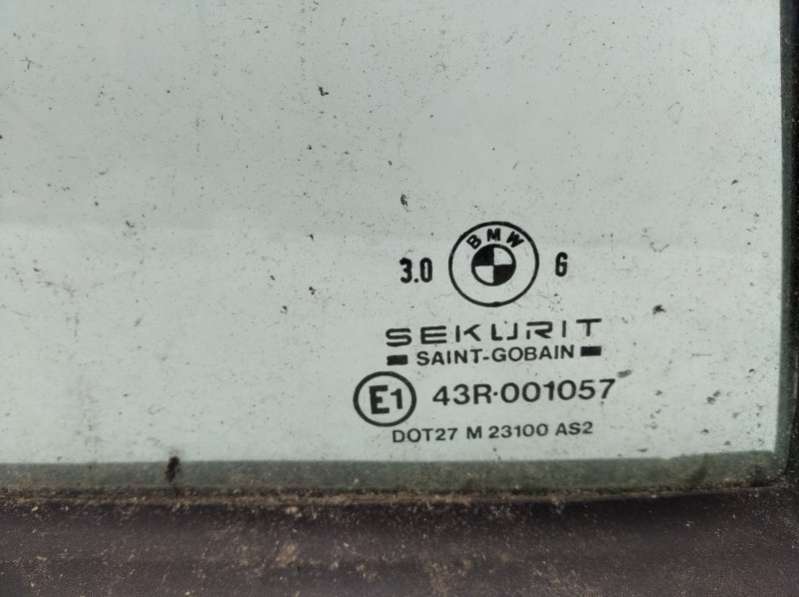 BMW
3.0 6
SEKURIT
SAINT-GOBAIN
E1 43R·001057
DOT27 M 23100 AS2